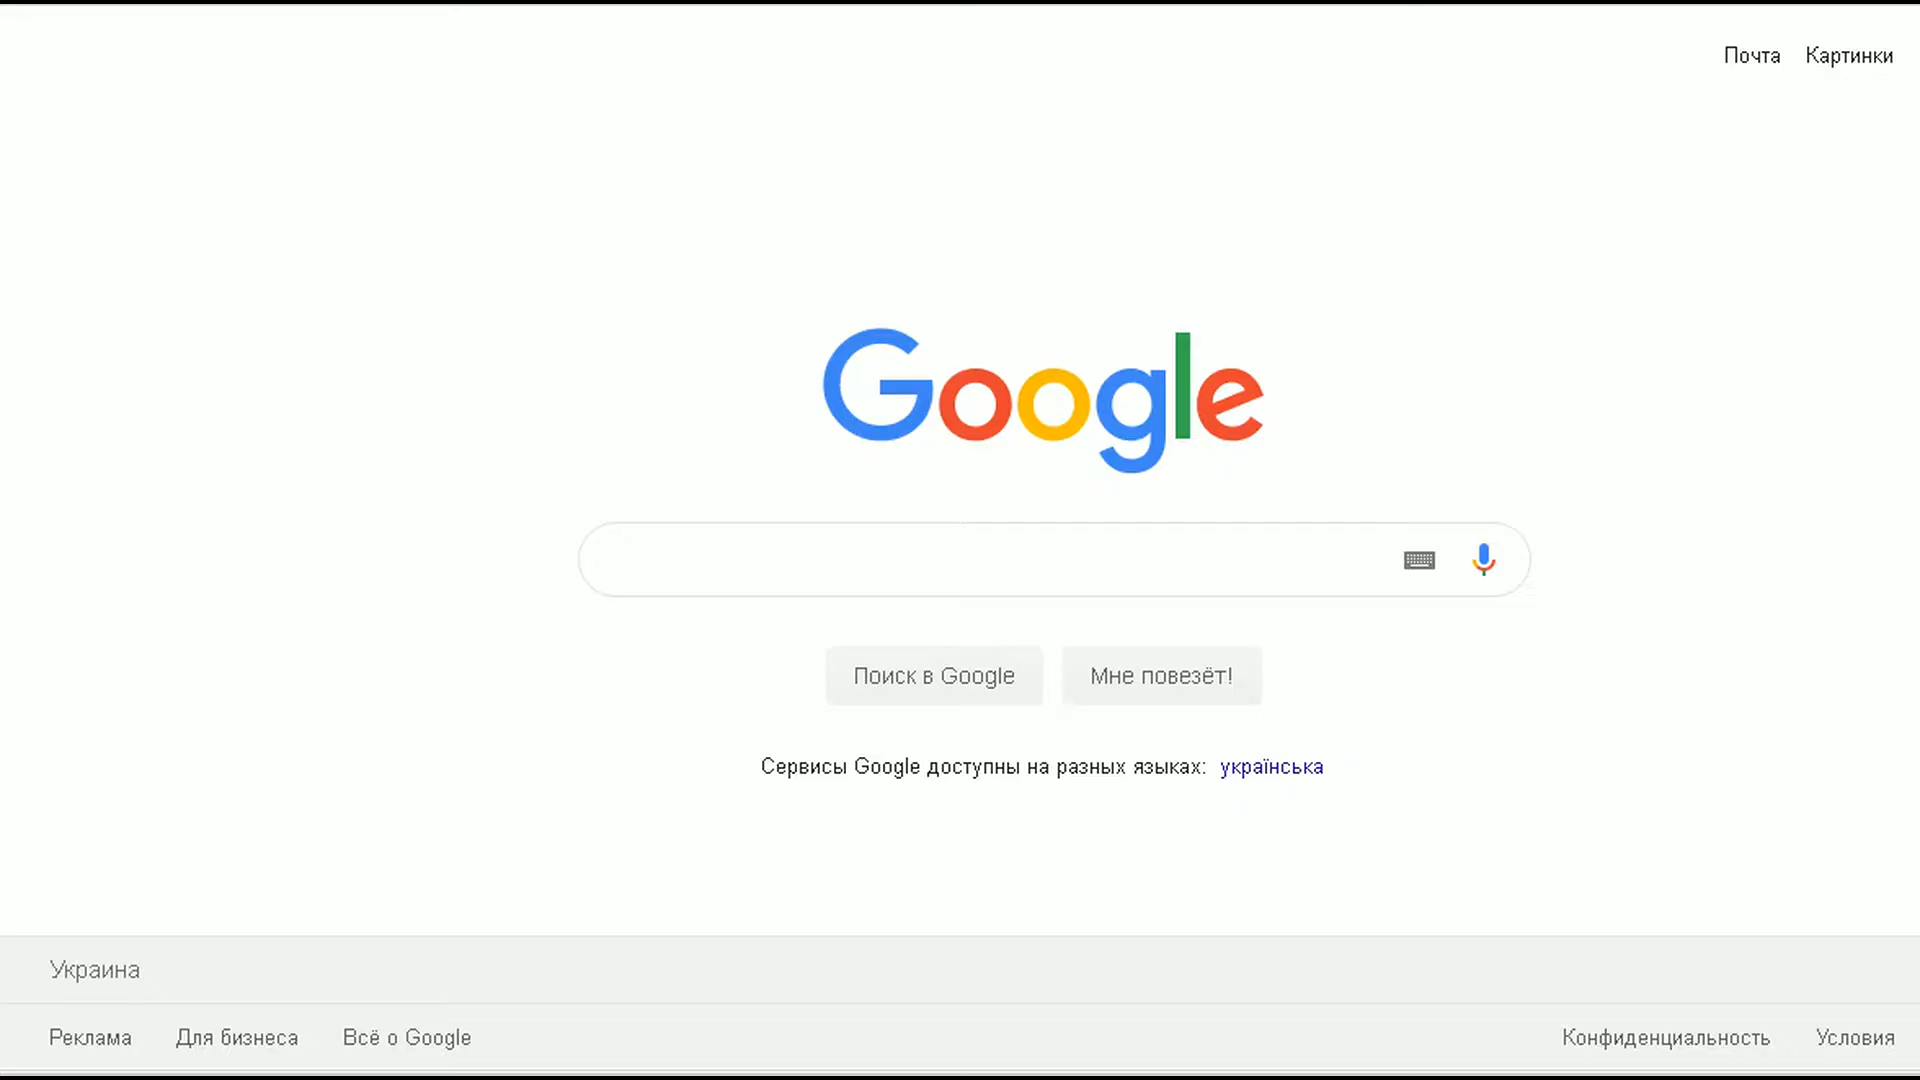 Почта Картинки
Google
Поиск в Google Мне повезёт!
Сервисы Google доступны на разных языках: українська
Украина
Реклама Для бизнеса Всё о Google Конфиденциальность Условия